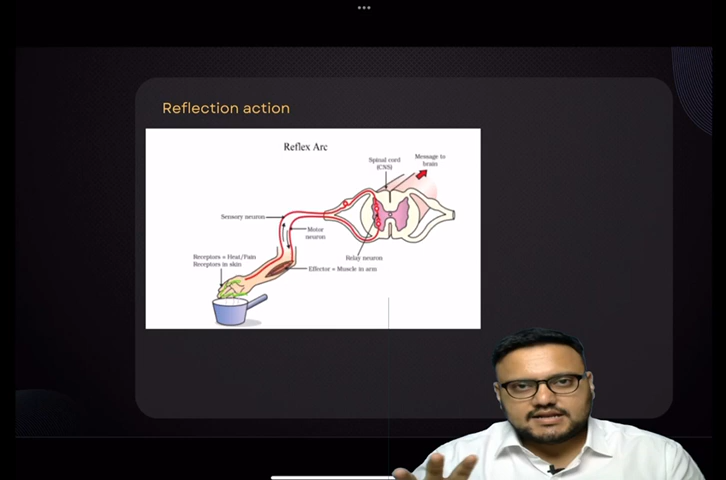 Reflection action
Reflex Arc
Spinal cord
(CNS)
Message to
brain
Sensory neuron
Motor
neuron
Relay neuron
Receptors = Heat/Pain
Receptors in skin
Effector = Muscle in arm